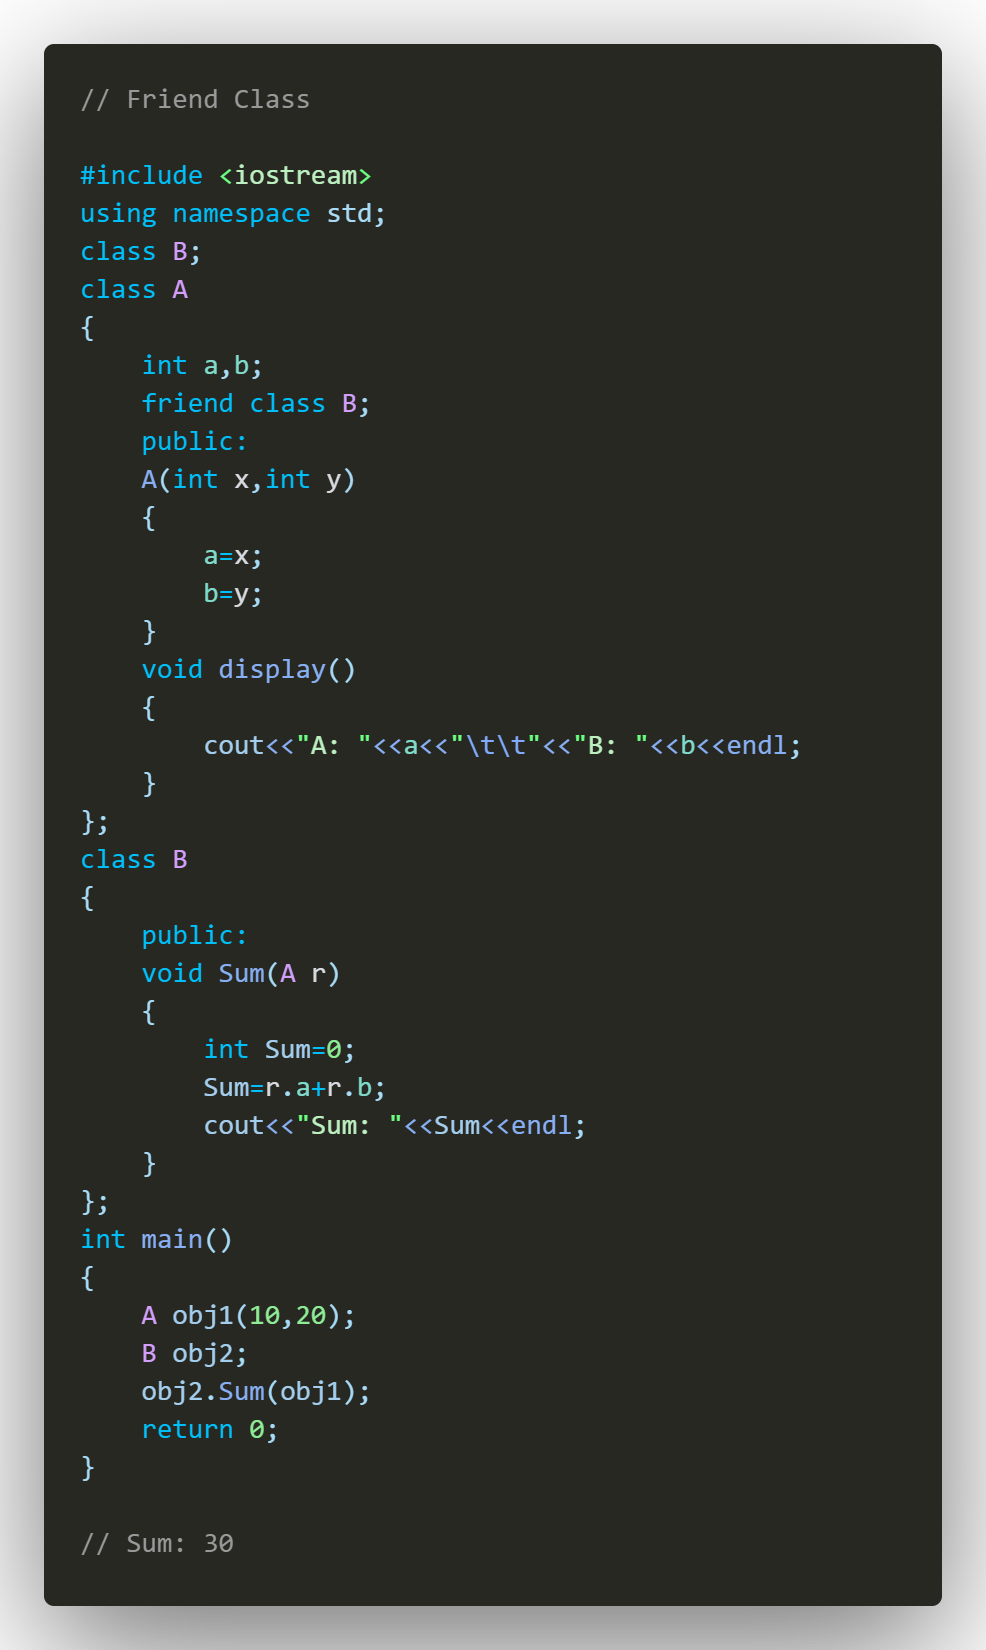 // Friend Class

#include <iostream>
using namespace std;
class B;
class A
{
    int a,b;
    friend class B;
    public:
    A(int x,int y)
    {
        a=x;
        b=y;
    }
    void display()
    {
        cout<<"A: "<<a<<"\t\t"<<"B: "<<b<<endl;
    }
};
class B
{
    public:
    void Sum(A r)
    {
        int Sum=0;
        Sum=r.a+r.b;
        cout<<"Sum: "<<Sum<<endl;
    }
};
int main()
{
    A obj1(10,20);
    B obj2;
    obj2.Sum(obj1);
    return 0;
}

// Sum: 30